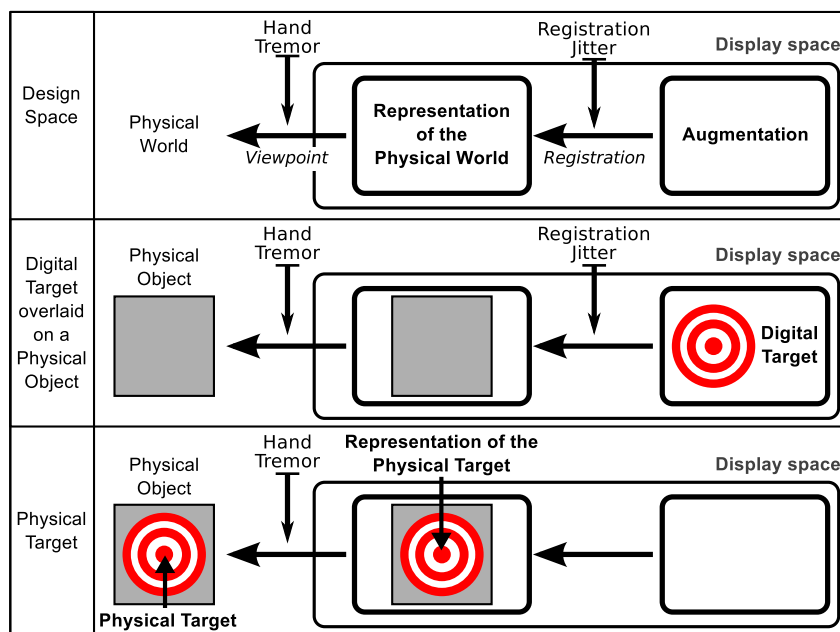 Design
Space
Physical
World
Hand
Tremor
Viewpoint
Representation
of the
Physical World
Registration
Jitter
Registration
Display space
Augmentation
Digital
Target
overlaid
on a
Physical
Object
Physical
Object
Hand
Tremor
Registration
Jitter
Display space
Digital
Target
Physical
Target
Physical
Object
Physical Target
Hand
Tremor
Representation of the
Physical Target
Display space